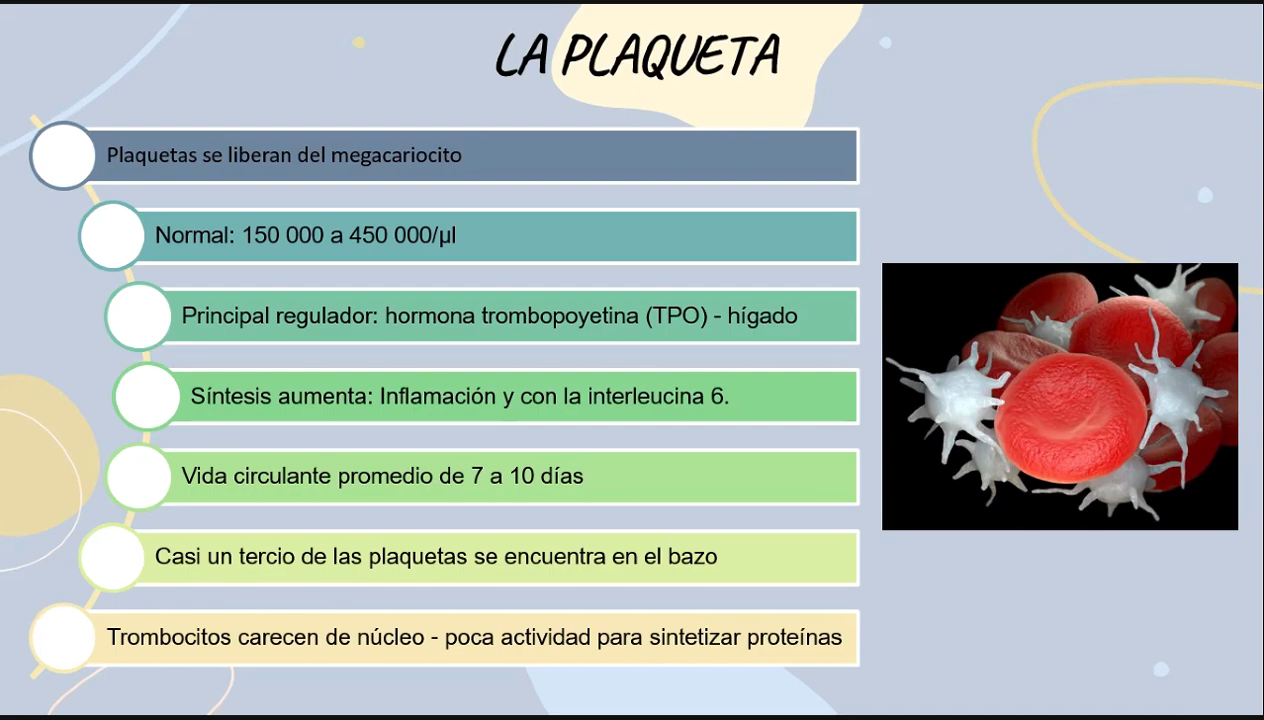 LA PLAQUETA
Plaquetas se liberan del megacariocito
Normal: 150 000 a 450 000/µl
Principal regulador: hormona trombopoyetina (TPO) - hígado
Síntesis aumenta: Inflamación y con la interleucina 6.
Vida circulante promedio de 7 a 10 días
Casi un tercio de las plaquetas se encuentra en el bazo
Trombocitos carecen de núcleo - poca actividad para sintetizar proteínas